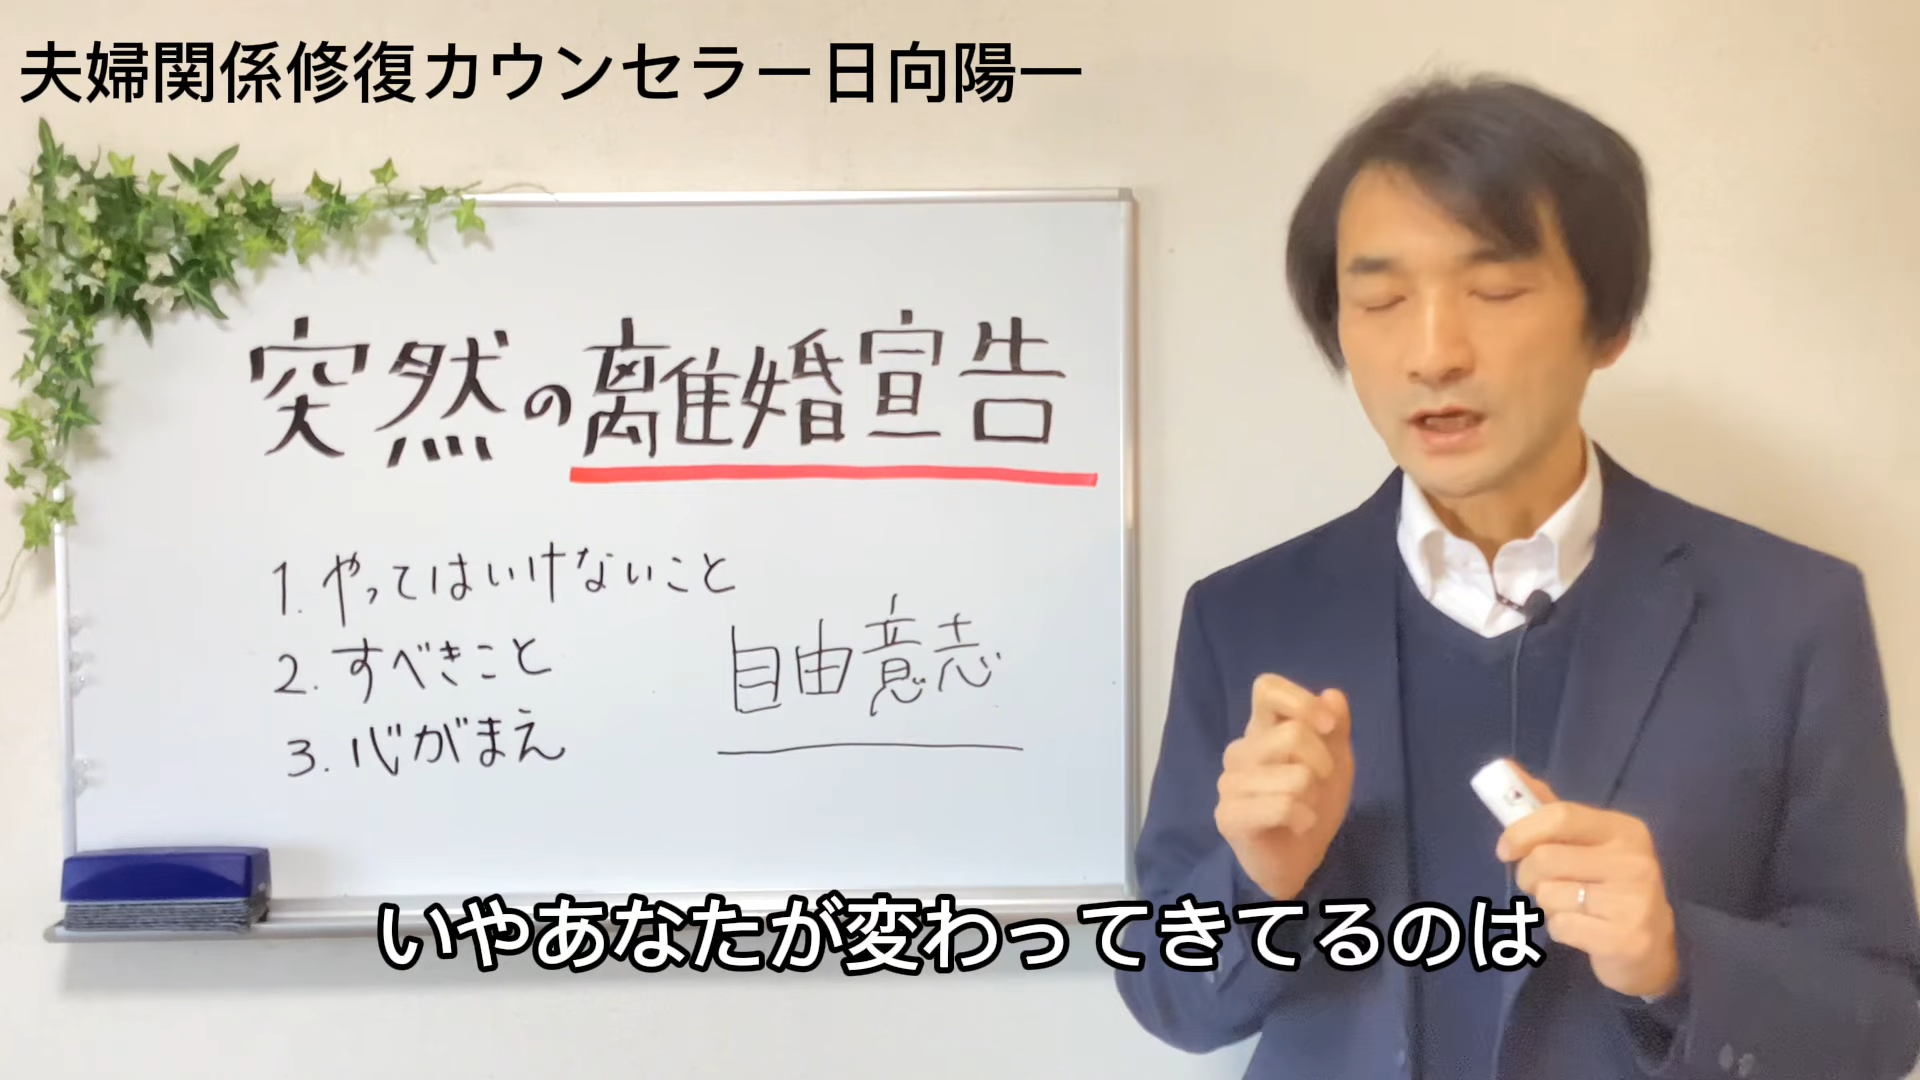 夫婦関係修復カウンセラー日向陽一
突然の離婚宣告
1. やってはいけないこと
2. すべきこと
3. 心がまえ
自由意志
いやあなたが変わってきてるのは